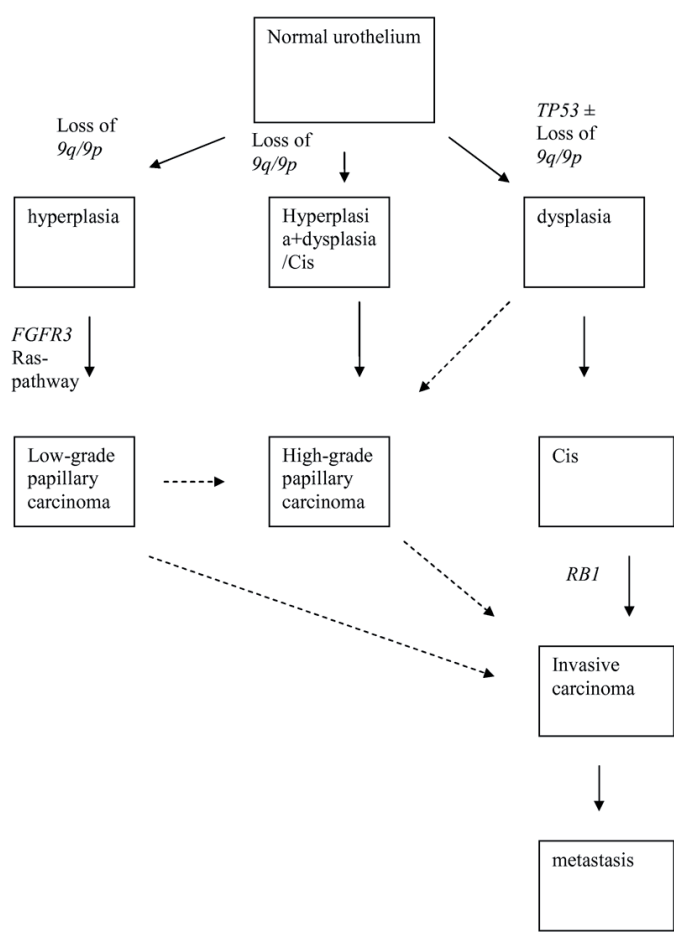 Normal urothelium
Loss of
9q/9p
Loss of
9q/9p
TP53 ±
Loss of
9q/9p
hyperplasia
Hyperplasi
a+dysplasia
/Cis
dysplasia
FGFR3
Ras-
pathway
Low-grade
papillary
carcinoma
High-grade
papillary
carcinoma
Cis
RB1
Invasive
carcinoma
metastasis